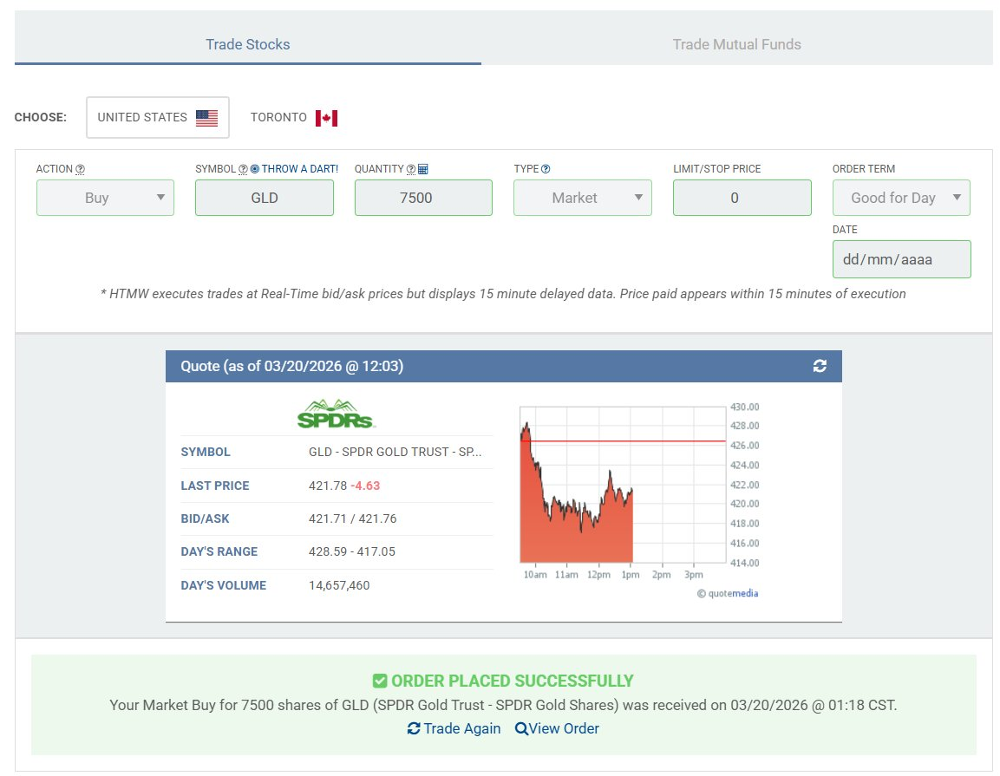 Trade Stocks
Trade Mutual Funds
CHOOSE:
UNITED STATES
TORONTO
ACTION
SYMBOL THROW A DART!
QUANTITY
TYPE
LIMIT/STOP PRICE
ORDER TERM
Buy
GLD
7500
Market
0
Good for Day
DATE
dd/mm/aaaa
* HTMW executes trades at Real-Time bid/ask prices but displays 15 minute delayed data. Price paid appears within 15 minutes of execution
Quote (as of 03/20/2026 @ 12:03)
SPDRs
SYMBOL GLD - SPDR GOLD TRUST - SP...
LAST PRICE 421.78 -4.63
BID/ASK 421.71 / 421.76
DAY'S RANGE 428.59 - 417.05
DAY'S VOLUME 14,657,460
430.00
428.00
426.00
424.00
422.00
420.00
418.00
416.00
414.00
10am 11am 12pm 1pm 2pm 3pm
© quotemedia
ORDER PLACED SUCCESSFULLY
Your Market Buy for 7500 shares of GLD (SPDR Gold Trust - SPDR Gold Shares) was received on 03/20/2026 @ 01:18 CST.
Trade Again View Order